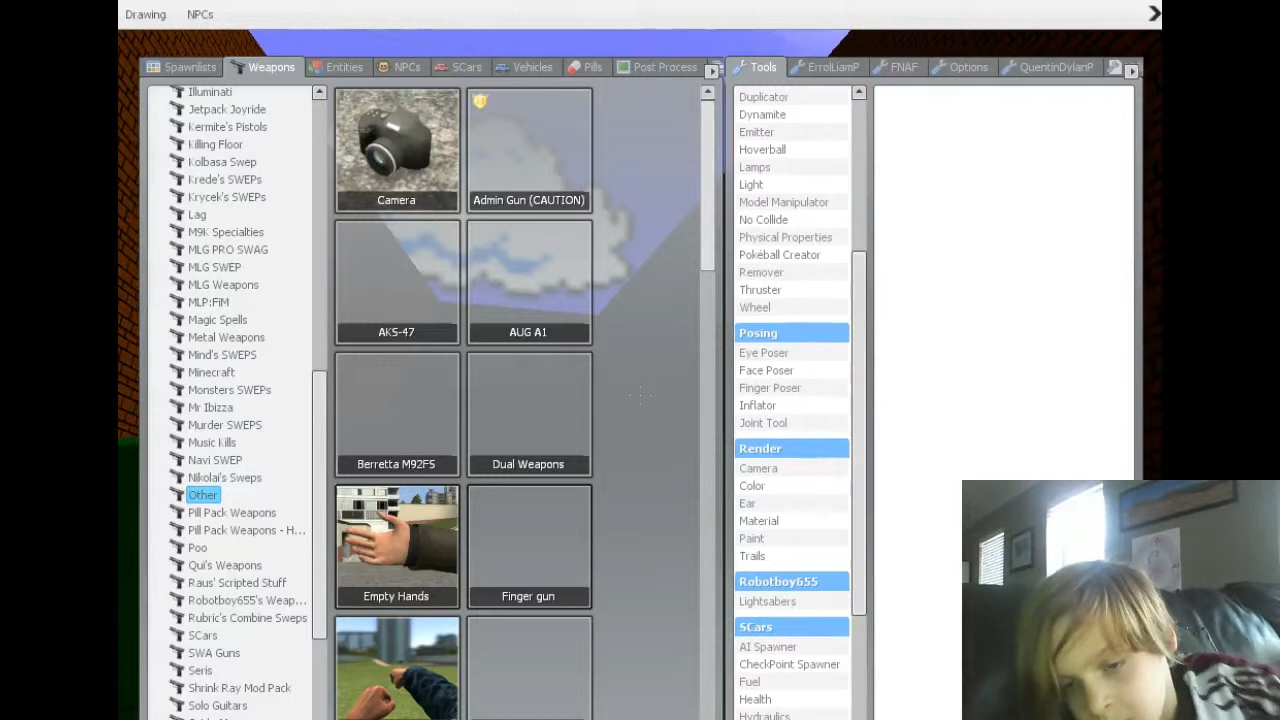 Drawing NPCs
Spawnlists Weapons Entities NPCs SCars Vehicles Pills Post Process
Tools ErrolLiamP FNAF Options QuentinDylanP
Illuminati
Jetpack Joyride
Kermite's Pistols
Killing Floor
Kolbasa Swep
Krede's SWEPs
Krycek's SWEPs
Lag
M9K Specialties
MLG PRO SWAG
MLG SWEP
MLG Weapons
MLP:FiM
Magic Spells
Metal Weapons
Mind's SWEPS
Minecraft
Monsters SWEPs
Mr Ibizza
Murder SWEPS
Music Kills
Navi SWEP
Nikolai's Sweps
Other
Pill Pack Weapons
Pill Pack Weapons - H...
Poo
Qui's Weapons
Raus' Scripted Stuff
Robotboy655's Weap...
Rubric's Combine Sweps
SCars
SWA Guns
Seris
Shrink Ray Mod Pack
Solo Guitars
Camera
Admin Gun (CAUTION)
AKS-47
AUG A1
Berretta M92FS
Dual Weapons
Empty Hands
Finger gun
Duplicator
Dynamite
Emitter
Hoverball
Lamps
Light
Model Manipulator
No Collide
Physical Properties
Pokéball Creator
Remover
Thruster
Wheel
Posing
Eye Poser
Face Poser
Finger Poser
Inflator
Joint Tool
Render
Camera
Color
Ear
Material
Paint
Trails
Robotboy655
Lightsabers
SCars
AI Spawner
CheckPoint Spawner
Fuel
Health
Hydraulics